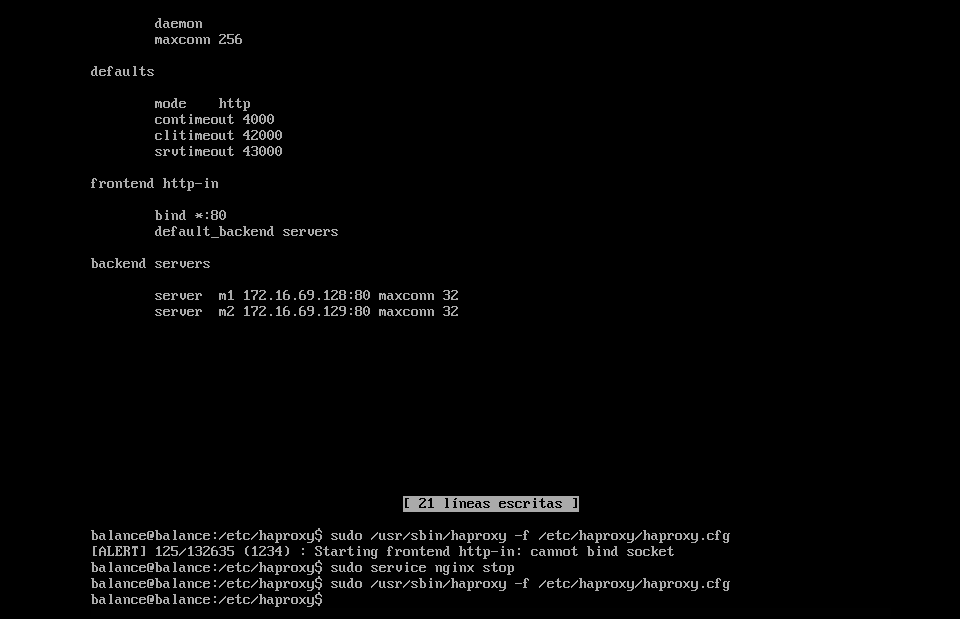 daemon
maxconn 256
defaults
mode    http
contimeout 4000
clitimeout 42000
srvtimeout 43000
frontend http-in
bind *:80
default_backend servers
backend servers
server  m1 172.16.69.128:80 maxconn 32
server  m2 172.16.69.129:80 maxconn 32
[ 21 líneas escritas ]
balance@balance:/etc/haproxy$ sudo /usr/sbin/haproxy -f /etc/haproxy/haproxy.cfg
[ALERT] 125/132635 (1234) : Starting frontend http-in: cannot bind socket
balance@balance:/etc/haproxy$ sudo service nginx stop
balance@balance:/etc/haproxy$ sudo /usr/sbin/haproxy -f /etc/haproxy/haproxy.cfg
balance@balance:/etc/haproxy$